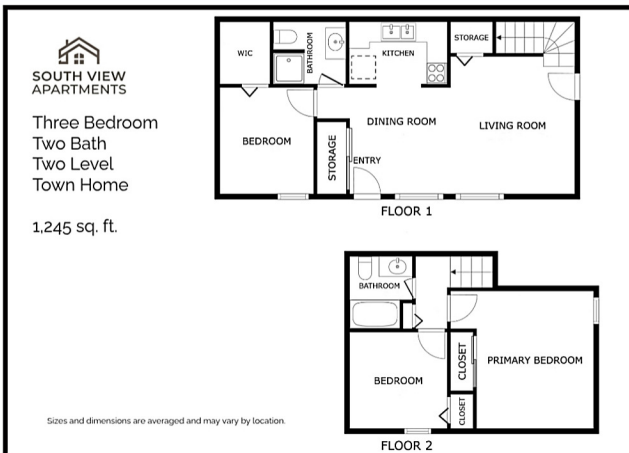 SOUTH VIEW
APARTMENTS
Three Bedroom
Two Bath
Two Level
Town Home
1,245 sq. ft.
WIC
BATHROOM
KITCHEN
STORAGE
BEDROOM
STORAGE
ENTRY
DINING ROOM
LIVING ROOM
FLOOR 1
BATHROOM
BEDROOM
CLOSET
CLOSET
PRIMARY BEDROOM
FLOOR 2
Sizes and dimensions are averaged and may vary by location.